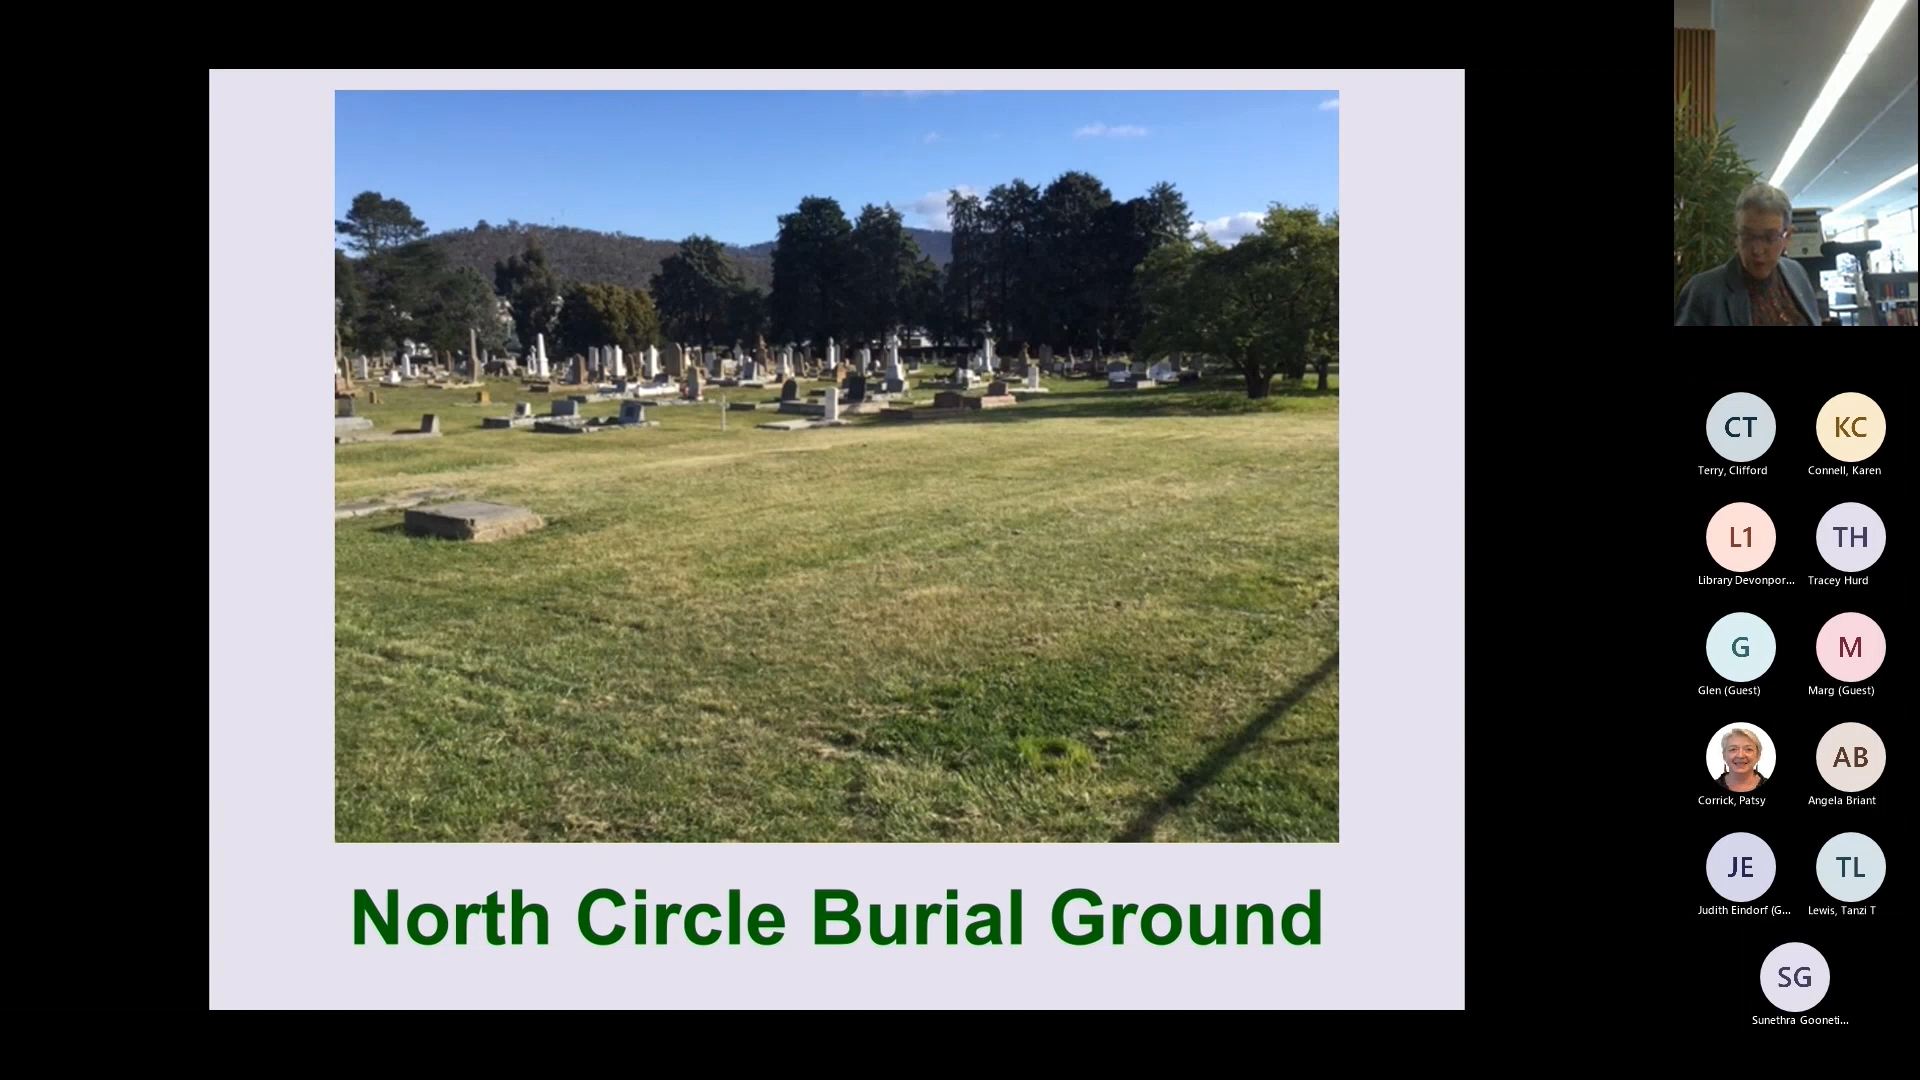 North Circle Burial Ground
CT
KC
Terry, Clifford
Connell, Karen
L1
TH
Library Devonpor...
Tracey Hurd
G
M
Glen (Guest)
Marg (Guest)
AB
Corrick, Patsy
Angela Briant
JE
TL
Judith Eindorf (G...
Lewis, Tanzi T
SG
Sunethra Gooneti...